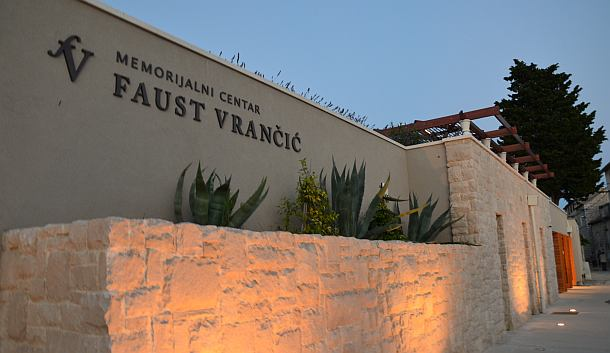 fV
MEMORIJALNI CENTAR
FAUST VRANČIĆ